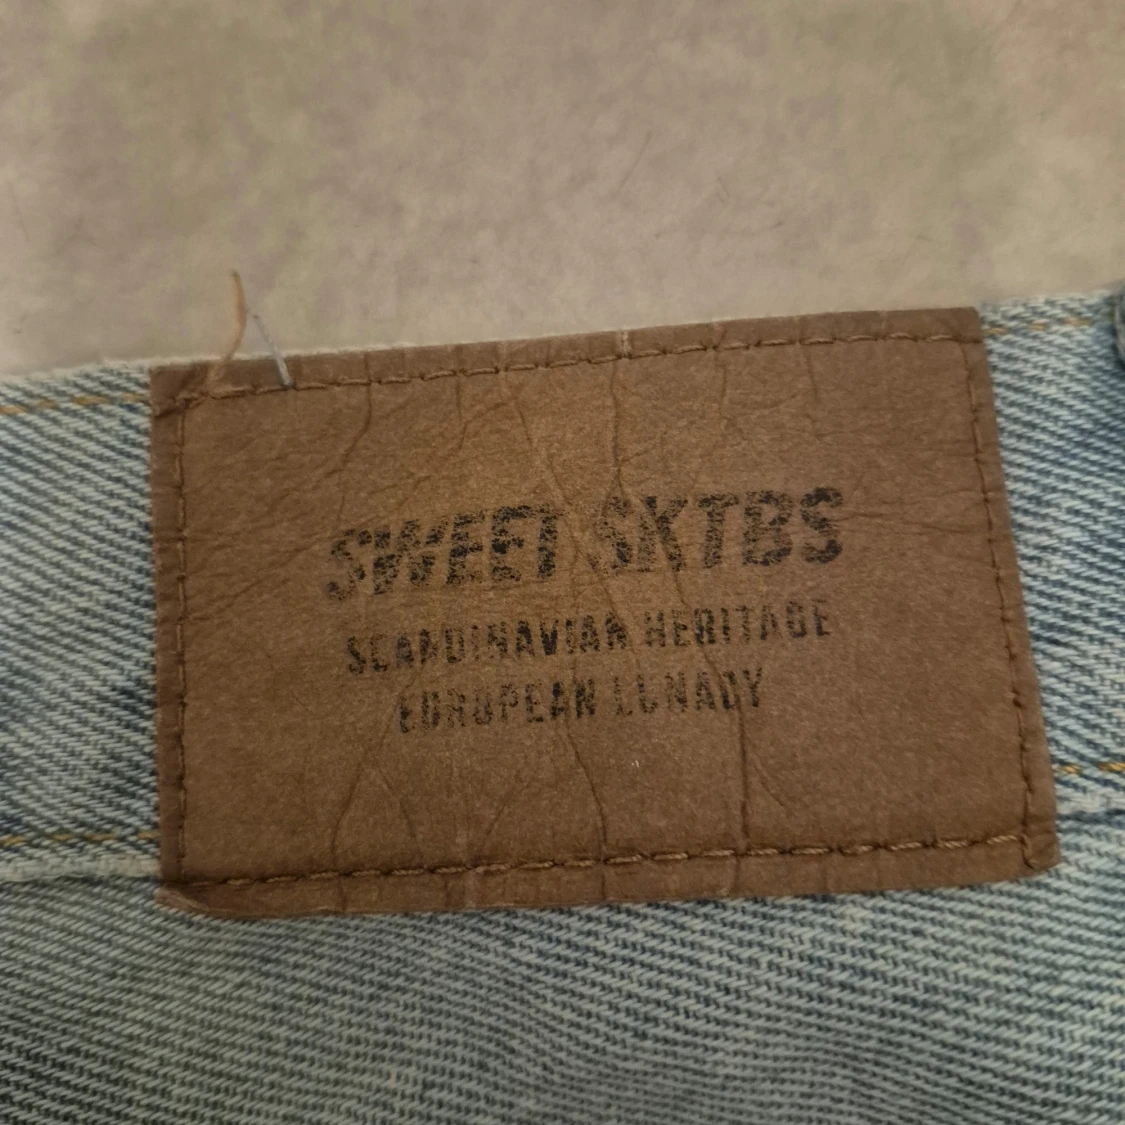 SWEET SKTBS
SCANDINAVIAN HERITAGE
EUROPEAN LUNACY